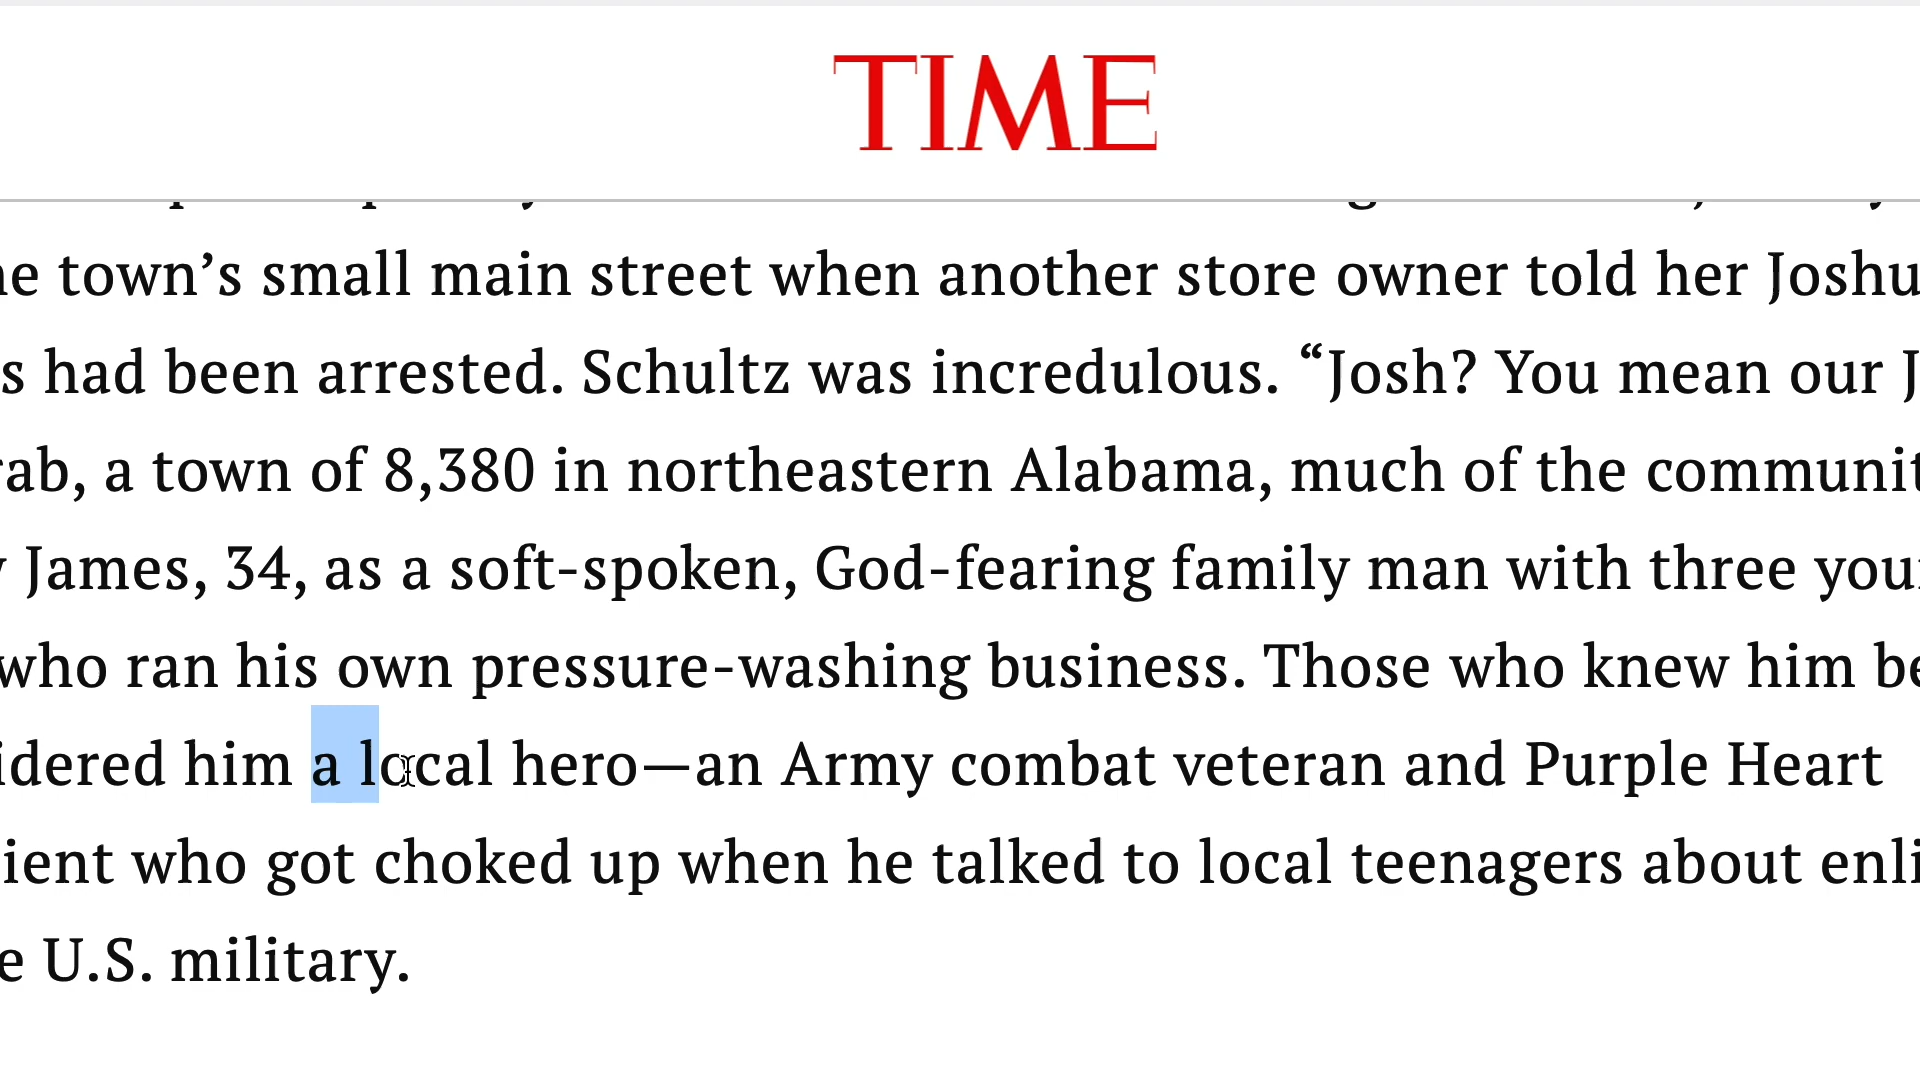 TIME
he town’s small main street when another store owner told her Joshu
s had been arrested. Schultz was incredulous. “Josh? You mean our J
rab, a town of 8,380 in northeastern Alabama, much of the communit
y James, 34, as a soft-spoken, God-fearing family man with three your
who ran his own pressure-washing business. Those who knew him be
idered him a local hero—an Army combat veteran and Purple Heart
ient who got choked up when he talked to local teenagers about enli
e U.S. military.